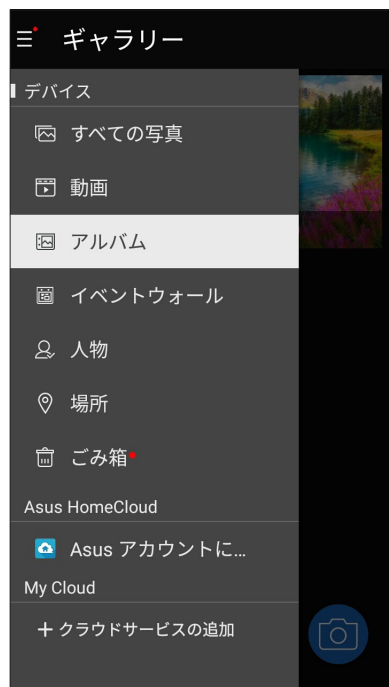 ギャラリー
デバイス
すべての写真
動画
アルバム
イベントウォール
人物
場所
ごみ箱
Asus HomeCloud
Asus アカウントに...
My Cloud
+ クラウドサービスの追加